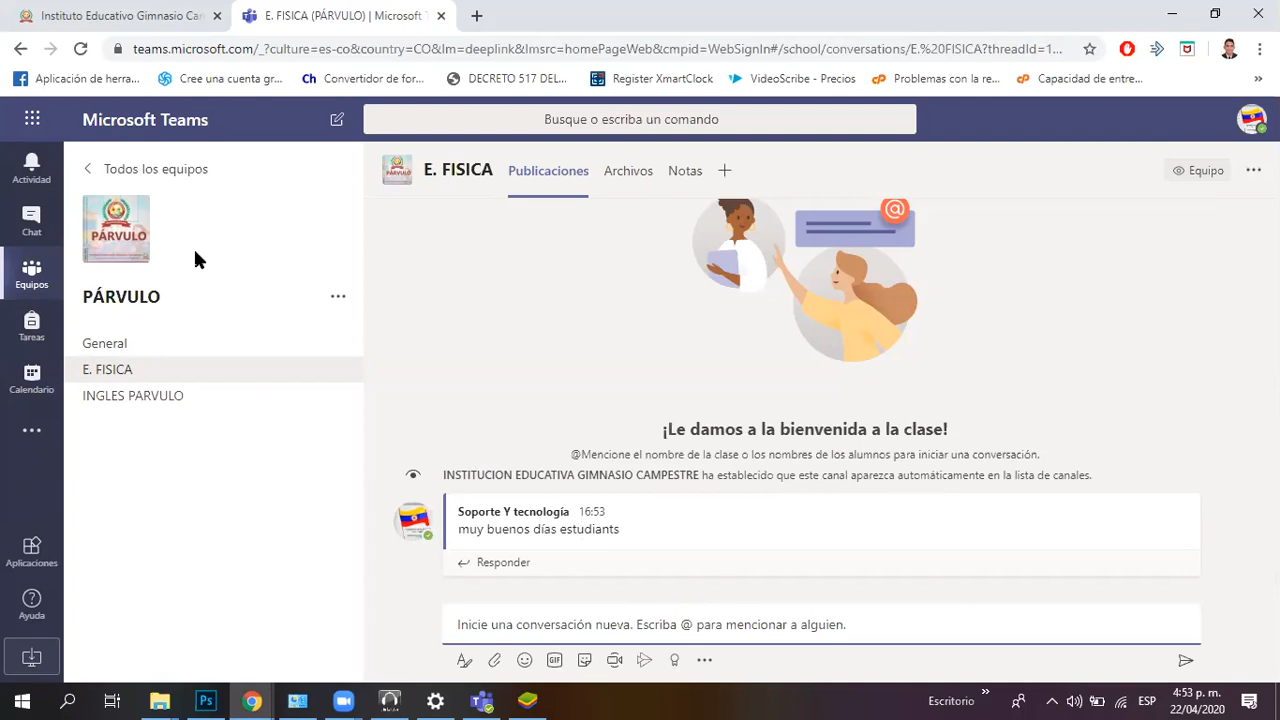 Instituto Educativo Gimnasio Car
E. FISICA (PÁRVULO) | Microsoft T
teams.microsoft.com/_?culture=es-co&country=CO&lm=deeplink&lmsrc=homePageWeb&cmpid=WebSignIn#/school/conversations/E.%20FISICA?threadId=1...
Aplicación de herra...
Cree una cuenta gr...
Ch Convertidor de for...
DECRETO 517 DEL...
Register XmartClock
VideoScribe - Precios
Problemas con la re...
Capacidad de entre...
»
Microsoft Teams
Busque o escriba un comando
Actividad
Chat
Equipos
Tareas
Calendario
Aplicaciones
Ayuda
Todos los equipos
PÁRVULO
PÁRVULO
General
E. FISICA
INGLES PARVULO
PÁRVULO
E. FISICA
Publicaciones
Archivos
Notas
Equipo
@
¡Le damos a la bienvenida a la clase!
@Mencione el nombre de la clase o los nombres de los alumnos para iniciar una conversación.
INSTITUCION EDUCATIVA GIMNASIO CAMPESTRE ha establecido que este canal aparezca automáticamente en la lista de canales.
Soporte Y tecnología 16:53
muy buenos días estudiants
Responder
Inicie una conversación nueva. Escriba @ para mencionar a alguien.
GIF
Ps
Escritorio
»
ESP
4:53 p. m.
22/04/2020